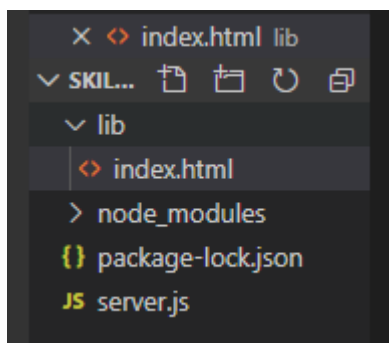 index.html lib
SKIL...
lib
index.html
node_modules
{} package-lock.json
JS server.js